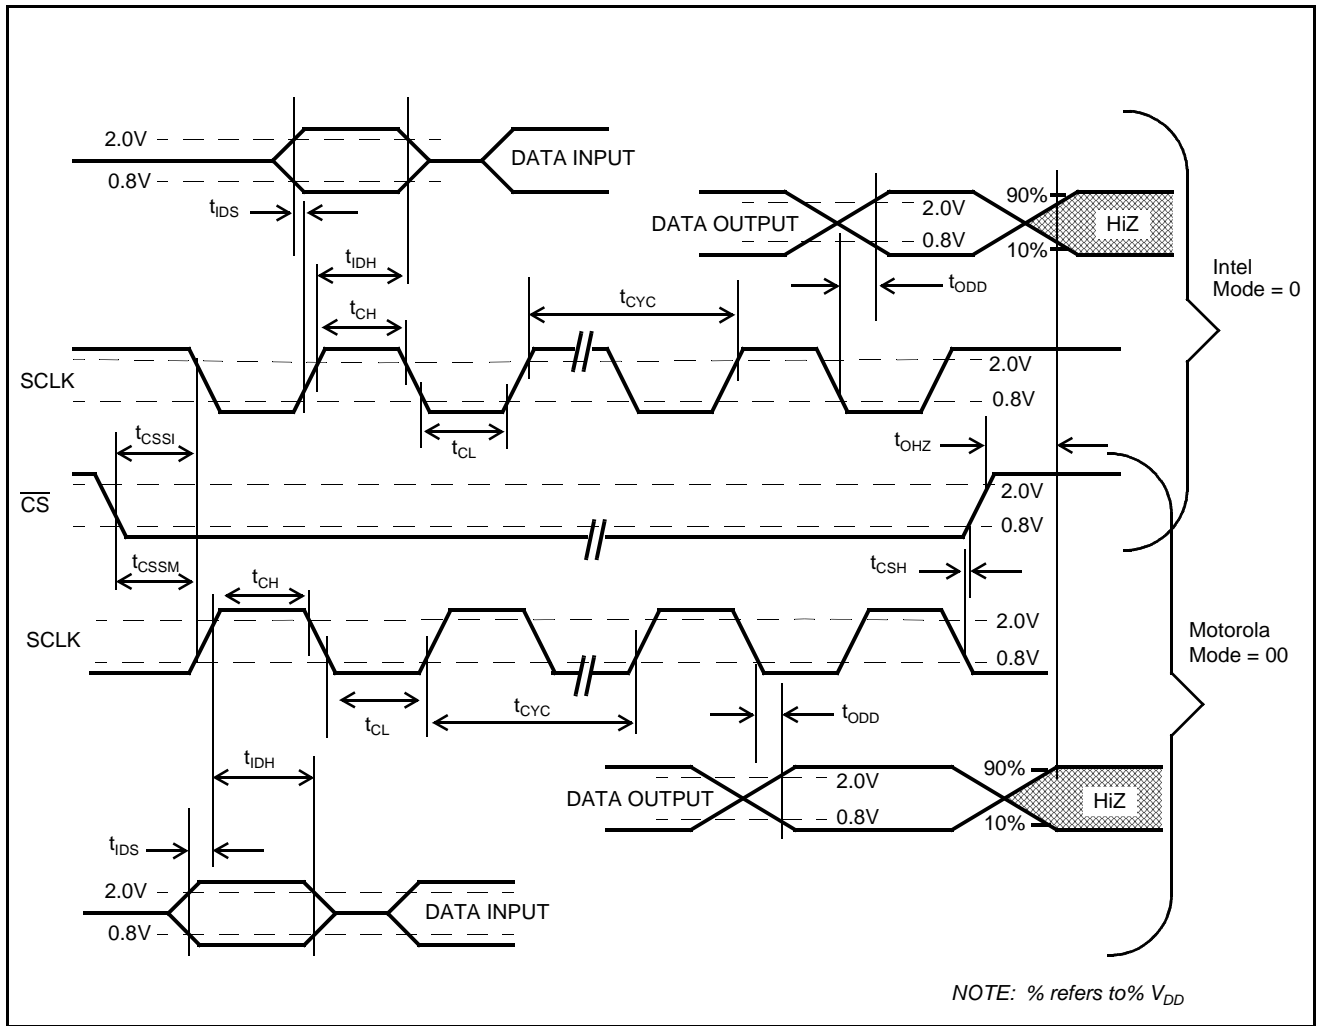 2.0V
DATA INPUT
0.8V
tIDS
90%
2.0V
DATA OUTPUT
HiZ
0.8V
10%
tIDH
Intel
Mode = 0
tODD
tCYC
tCH
2.0V
SCLK
0.8V
tCSSI
tCL
tOHZ
2.0V
CS
0.8V
tCSSM
tCH
tCSH
2.0V
SCLK
0.8V
Motorola
Mode = 00
tCL
tCYC
tODD
tIDH
90%
2.0V
DATA OUTPUT
HiZ
0.8V
10%
tIDS
2.0V
DATA INPUT
0.8V
NOTE: % refers to% VDD